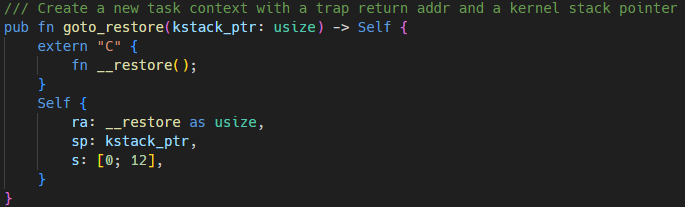 /// Create a new task context with a trap return addr and a kernel stack pointer
pub fn goto_restore(kstack_ptr: usize) -> Self {
    extern "C" {
        fn __restore();
    }
    Self {
        ra: __restore as usize,
        sp: kstack_ptr,
        s: [0; 12],
    }
}